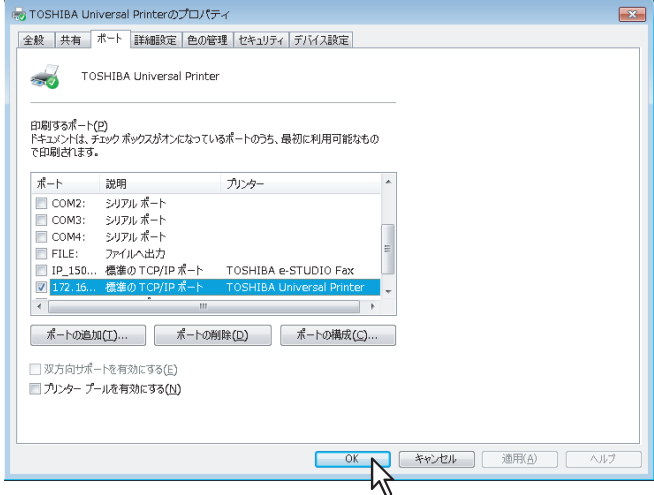 TOSHIBA Universal Printerのプロパティ
全般 共有 ポート 詳細設定 色の管理 セキュリティ デバイス設定
TOSHIBA Universal Printer
印刷するポート(P)
ドキュメントは、チェック ボックスがオンになっているポートのうち、最初に利用可能なもの
で印刷されます。
ポート 説明 プリンター
COM2: シリアル ポート
COM3: シリアル ポート
COM4: シリアル ポート
FILE: ファイルへ出力
IP_150... 標準の TCP/IP ポート TOSHIBA e-STUDIO Fax
172.16... 標準の TCP/IP ポート TOSHIBA Universal Printer
ポートの追加(T)... ポートの削除(D) ポートの構成(C)...
双方向サポートを有効にする(E)
プリンター プールを有効にする(N)
OK キャンセル 適用(A) ヘルプ